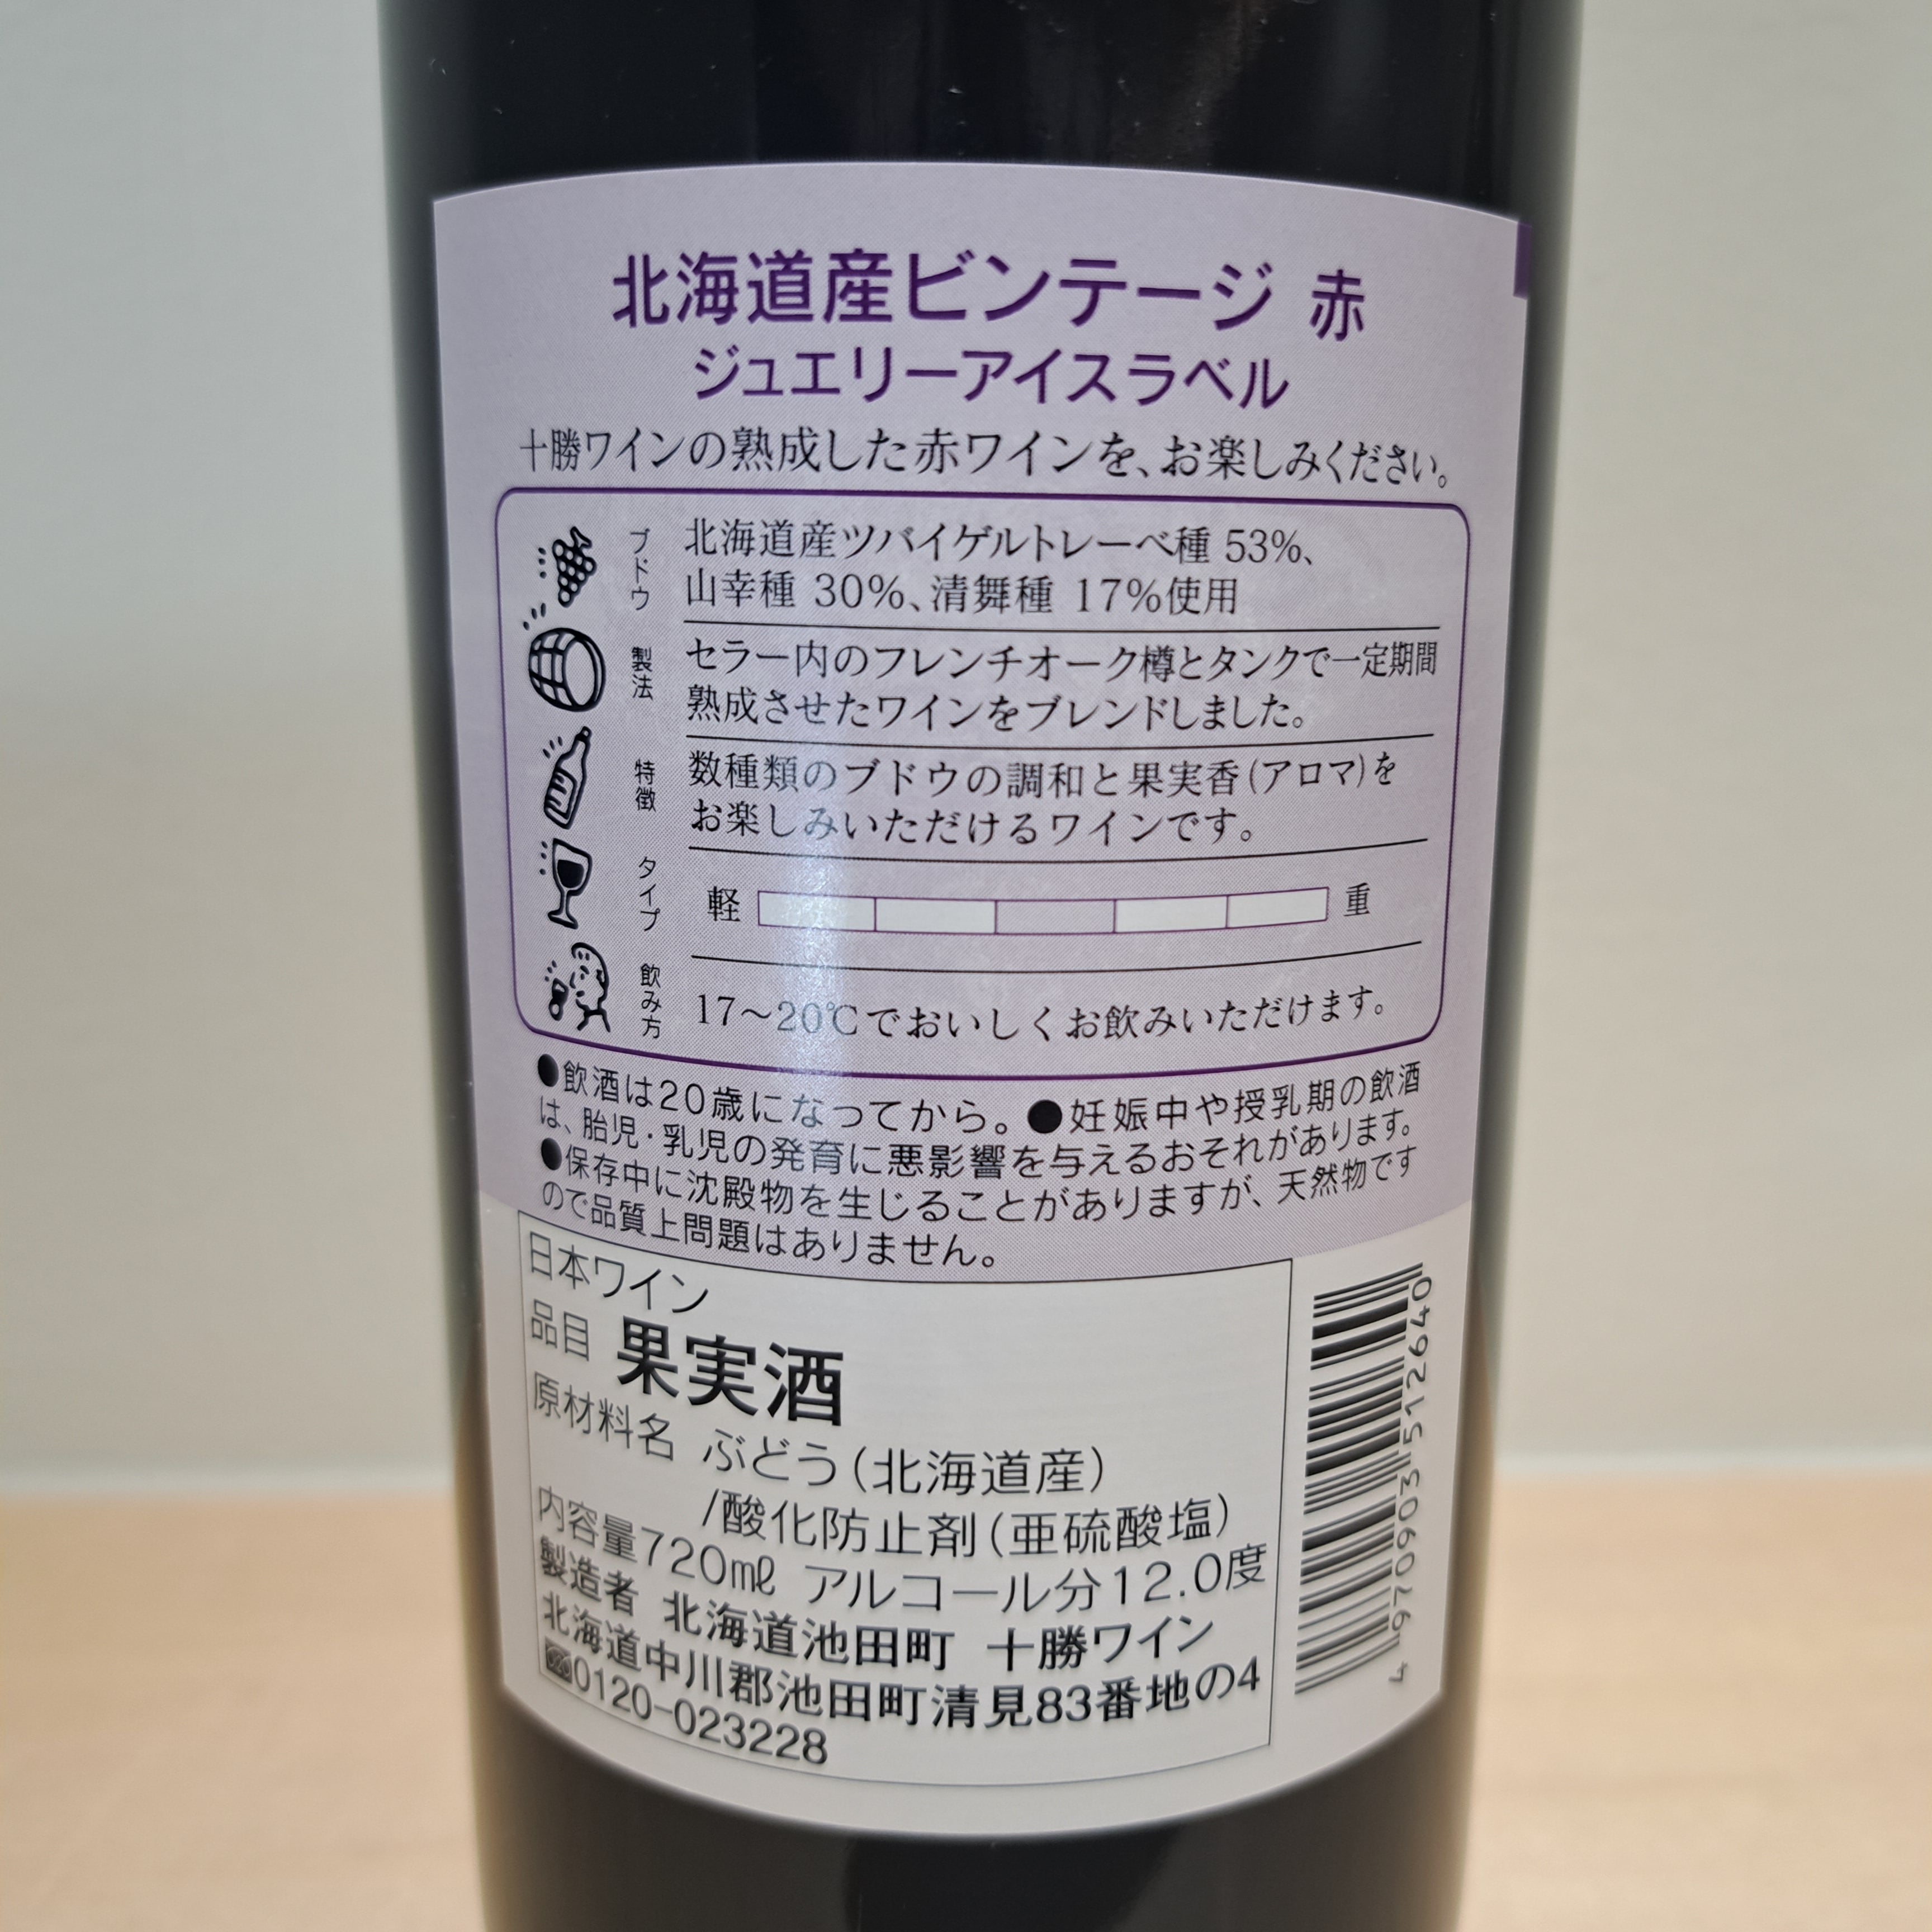 北海道産ビンテージ 赤
ジュエリーアイスラベル
十勝ワインの熟成した赤ワインを、お楽しみください。
ブドウ
北海道産ツバイゲルトレーベ種 53%、
山幸種 30%、清舞種 17%使用
製法
セラー内のフレンチオーク樽とタンクで一定期間
熟成させたワインをブレンドしました。
特徴
数種類のブドウの調和と果実香(アロマ)を
お楽しみいただけるワインです。
タイプ
軽 重
飲み方
17～20℃でおいしくお飲みいただけます。
●飲酒は20歳になってから。●妊娠中や授乳期の飲酒
は、胎児・乳児の発育に悪影響を与えるおそれがあります。
●保存中に沈殿物を生じることがありますが、天然物です
ので品質上問題はありません。
日本ワイン
品目 果実酒
原材料名 ぶどう(北海道産)
/酸化防止剤(亜硫酸塩)
内容量720㎖ アルコール分12.0度
製造者 北海道池田町 十勝ワイン
北海道中川郡池田町清見83番地の4
0120-023228
4 970903 512640